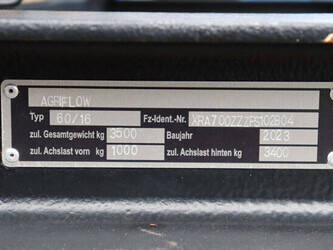 AGRIFLOW
Typ 60/16 Fz-Ident.-Nr. XRA700ZZZPS102B04
zul. Gesamtgewicht kg 3500 Baujahr 2023
zul. Achslast vorn kg 1000 zul. Achslast hinten kg 3400